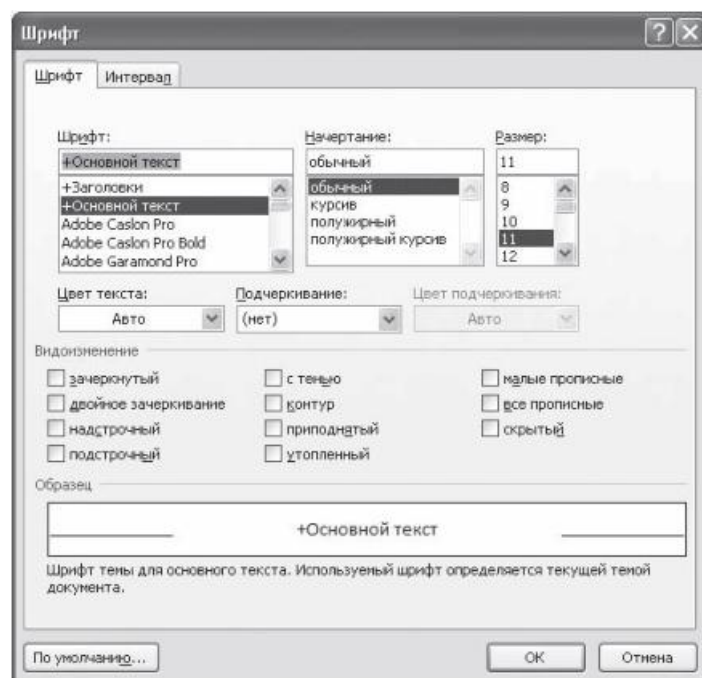 Шрифт
Шрифт Интервал
Шрифт: Начертание: Размер:
+Основной текст обычный 11
+Заголовки обычный 8
+Основной текст курсив 9
Adobe Caslon Pro полужирный 10
Adobe Caslon Pro Bold полужирный курсив 11
Adobe Garamond Pro 12
Цвет текста: Подчеркивание: Цвет подчеркивания:
Авто (нет) Авто
Видоизменение
зачеркнутый с тенью малые прописные
двойное зачеркивание контур все прописные
надстрочный приподнятый скрытый
подстрочный утопленный
Образец
+Основной текст
Шрифт темы для основного текста. Используемый шрифт определяется текущей темой
документа.
По умолчанию... ОК Отмена